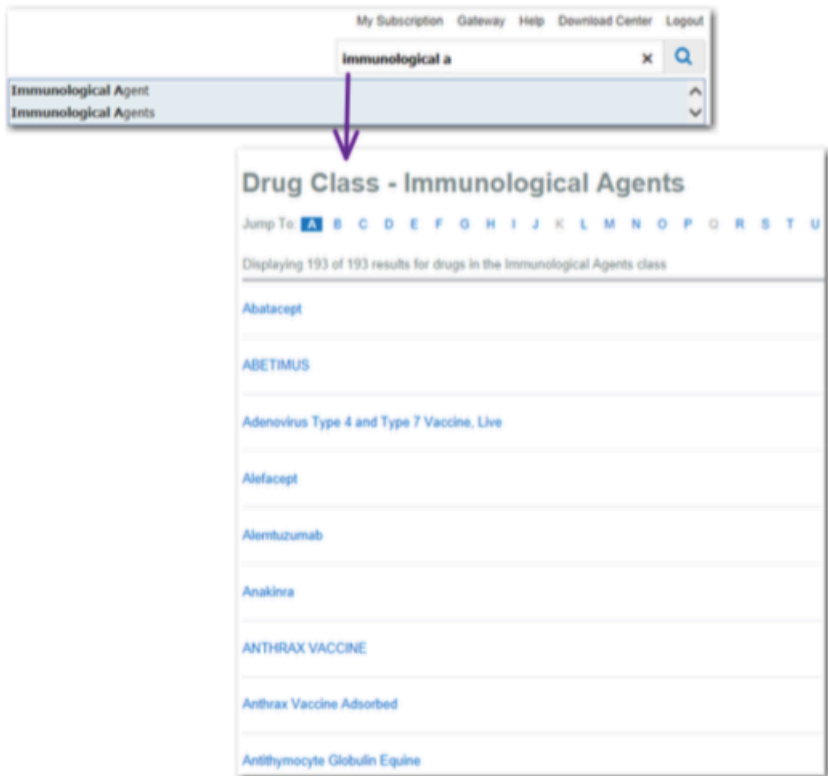 My Subscription Gateway Help Download Center Logout
immunological a
Immunological Agent
Immunological Agents
Drug Class - Immunological Agents
Jump To: A B C D E F G H I J K L M N O P Q R S T U
Displaying 193 of 193 results for drugs in the Immunological Agents class
Abatacept
ABETIMUS
Adenovirus Type 4 and Type 7 Vaccine, Live
Alefacept
Alemtuzumab
Anakinra
ANTHRAX VACCINE
Anthrax Vaccine Adsorbed
Antithymocyte Globulin Equine